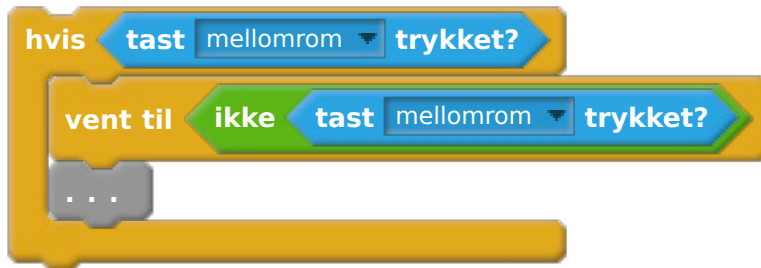 hvis tast mellomrom trykket?
vent til ikke tast mellomrom trykket?
. . .